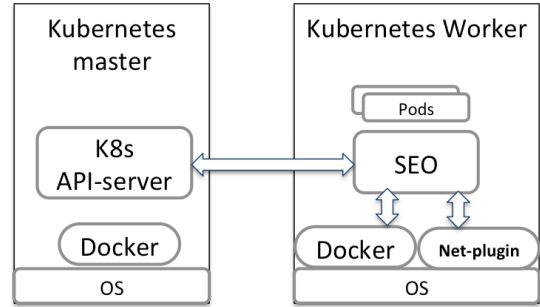 Kubernetes
master
K8s
API-server
Docker
OS
Kubernetes Worker
Pods
SEO
Docker
Net-plugin
OS